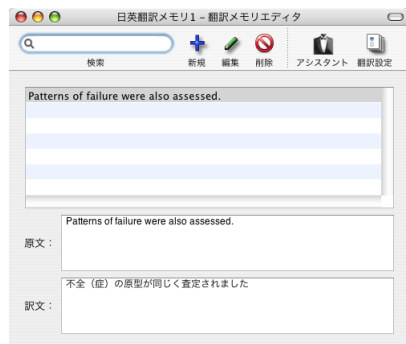 日英翻訳メモリ1 – 翻訳メモリエディタ
検索 新規 編集 削除 アシスタント 翻訳設定
Patterns of failure were also assessed.
Patterns of failure were also assessed.
原文：
不全（症）の原型が同じく査定されました
訳文：